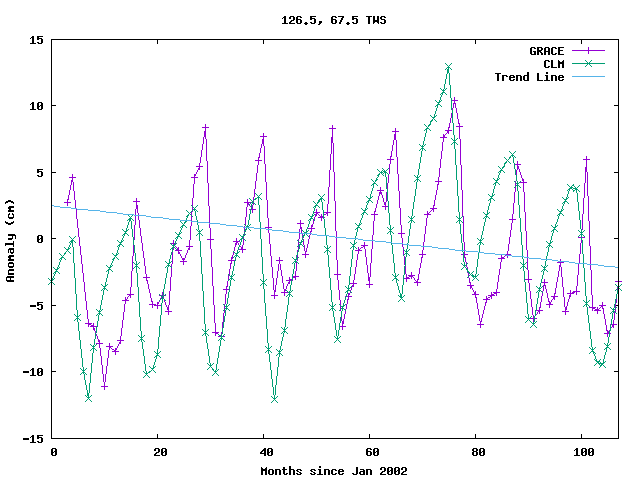 126.5, 67.5 TWS
GRACE
CLM
Trend Line
Anomaly (cm)
15
10
5
0
-5
-10
-15
0 20 40 60 80 100
Months since Jan 2002